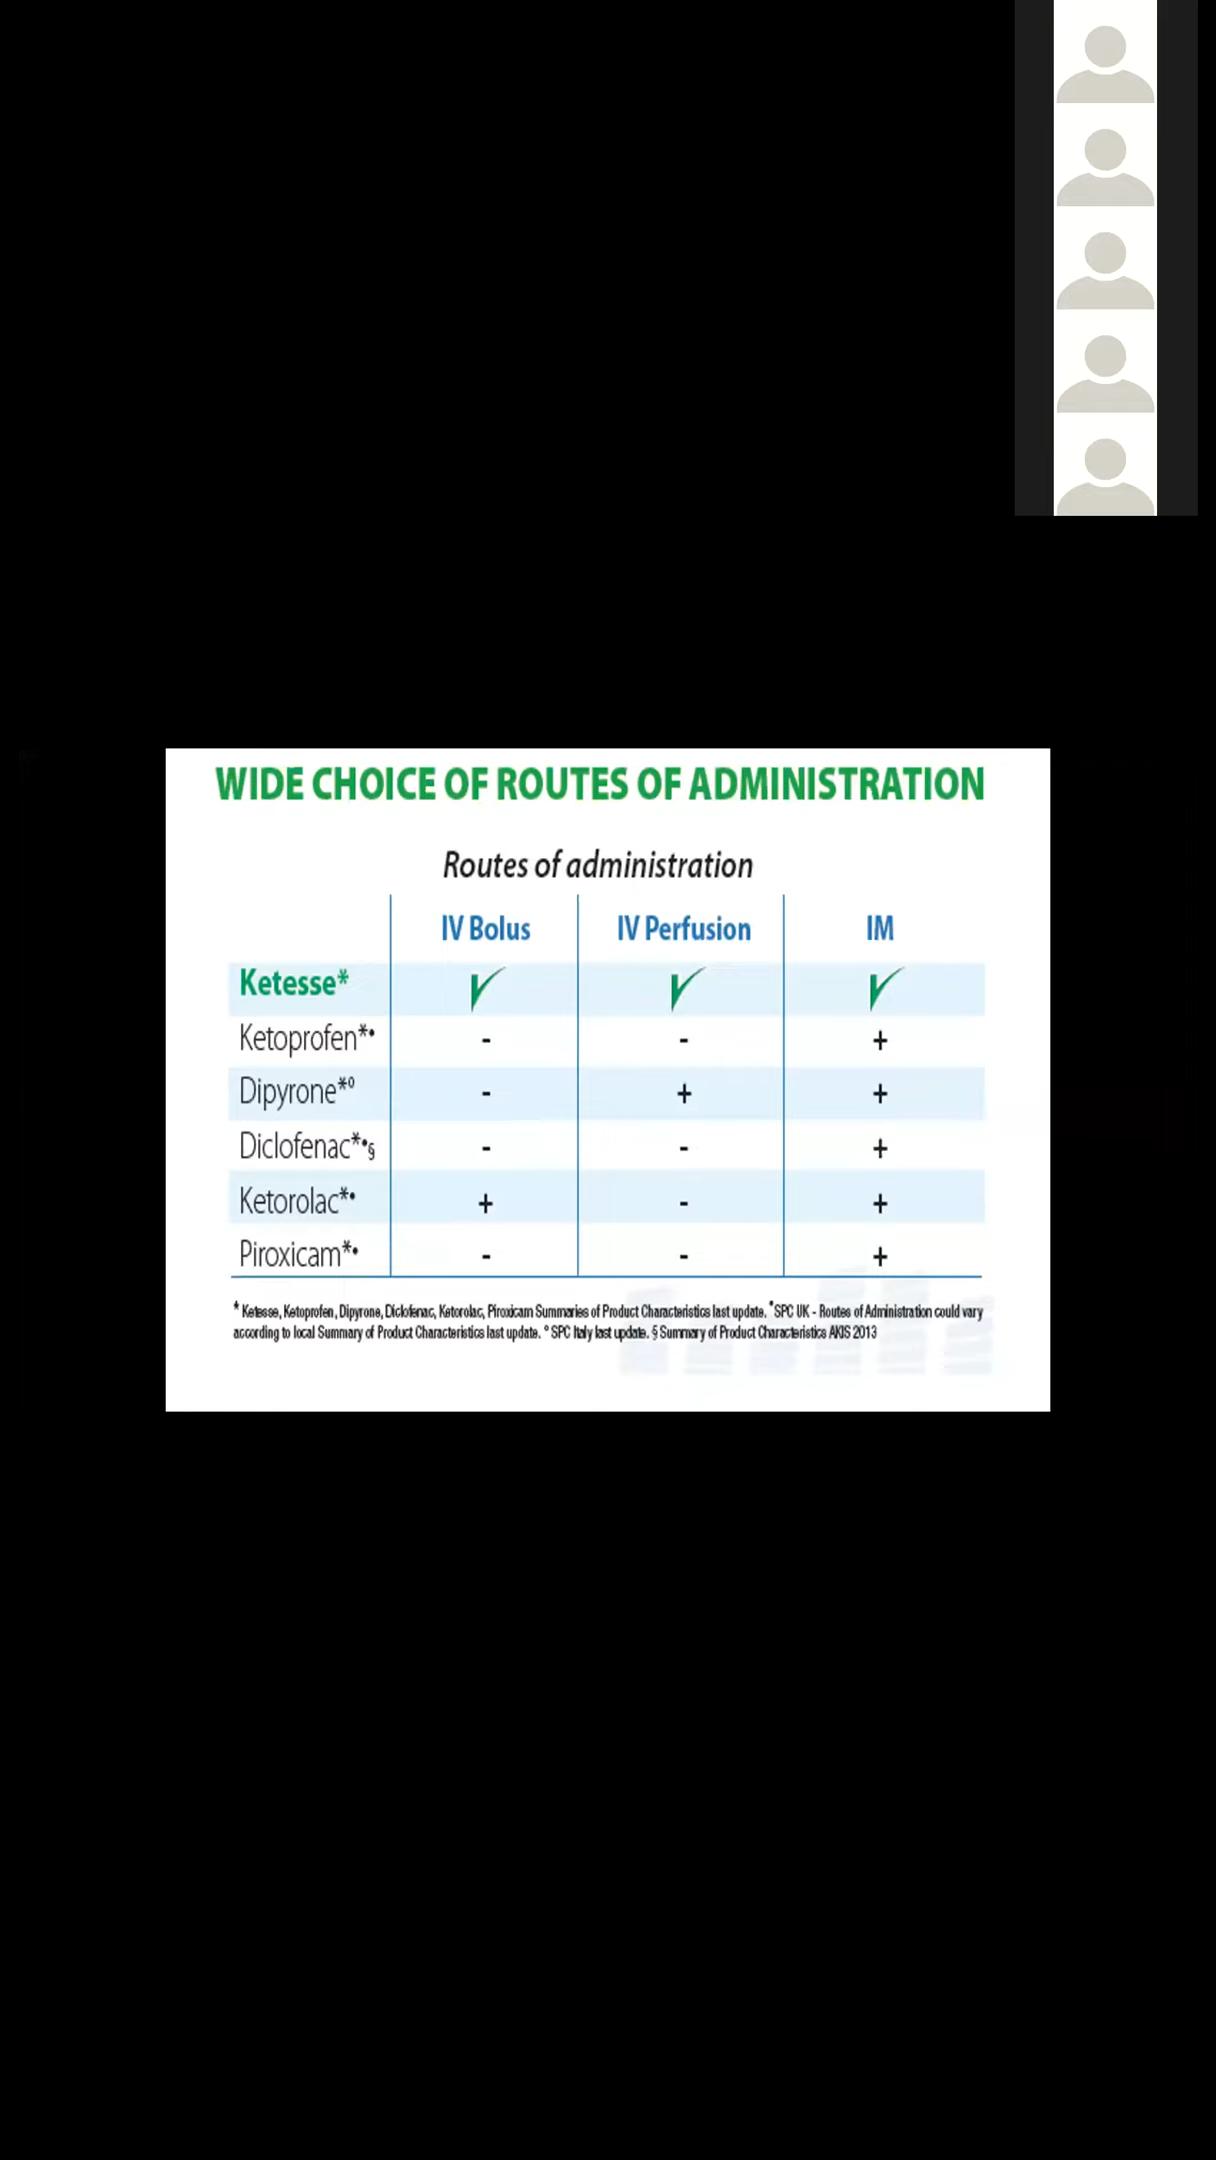 WIDE CHOICE OF ROUTES OF ADMINISTRATION
Routes of administration
IV Bolus IV Perfusion IM
Ketesse* ✓ ✓ ✓
Ketoprofen*• - - +
Dipyrone*° - + +
Diclofenac*•§ - - +
Ketorolac*• + - +
Piroxicam*• - - +
* Ketesse, Ketoprofen, Dipyrone, Diclofenac, Ketorolac, Piroxicam Summaries of Product Characteristics last update. •SPC UK - Routes of Administration could vary
according to local Summary of Product Characteristics last update. ° SPC Italy last update. § Summary of Product Characteristics AKIS 2013